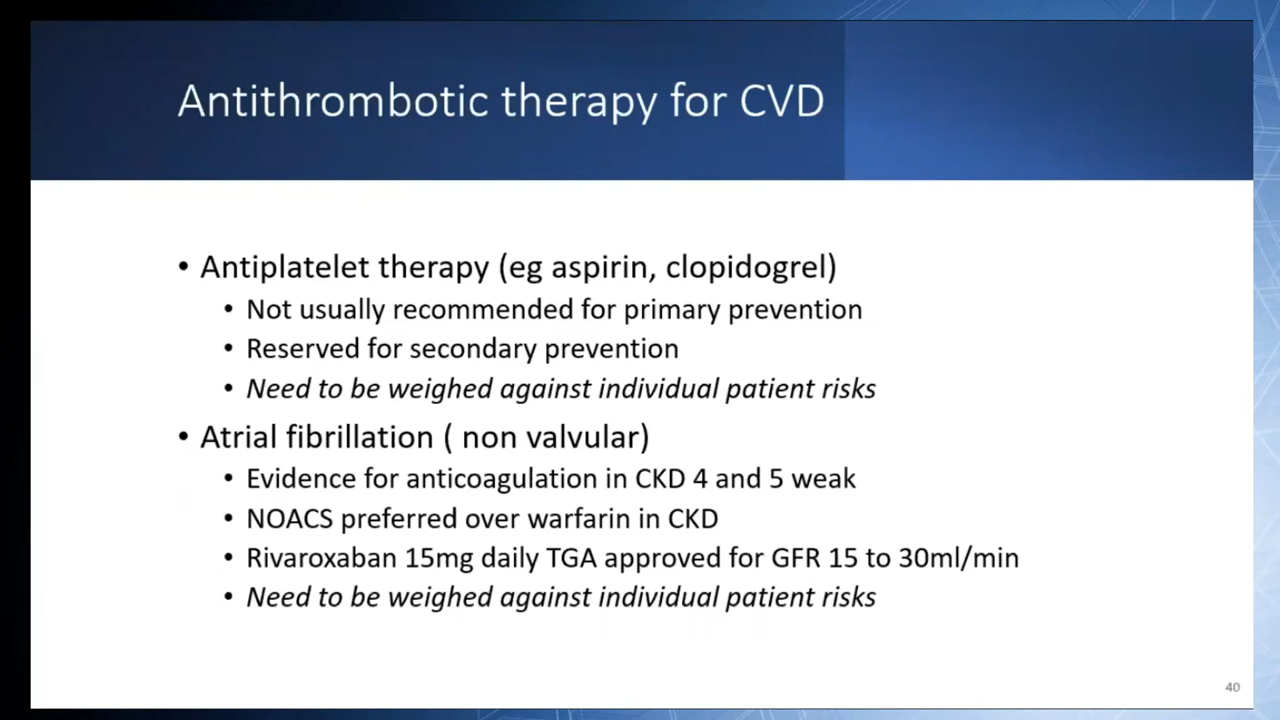 Antithrombotic therapy for CVD
• Antiplatelet therapy (eg aspirin, clopidogrel)
• Not usually recommended for primary prevention
• Reserved for secondary prevention
• Need to be weighed against individual patient risks
• Atrial fibrillation ( non valvular)
• Evidence for anticoagulation in CKD 4 and 5 weak
• NOACS preferred over warfarin in CKD
• Rivaroxaban 15mg daily TGA approved for GFR 15 to 30ml/min
• Need to be weighed against individual patient risks
40